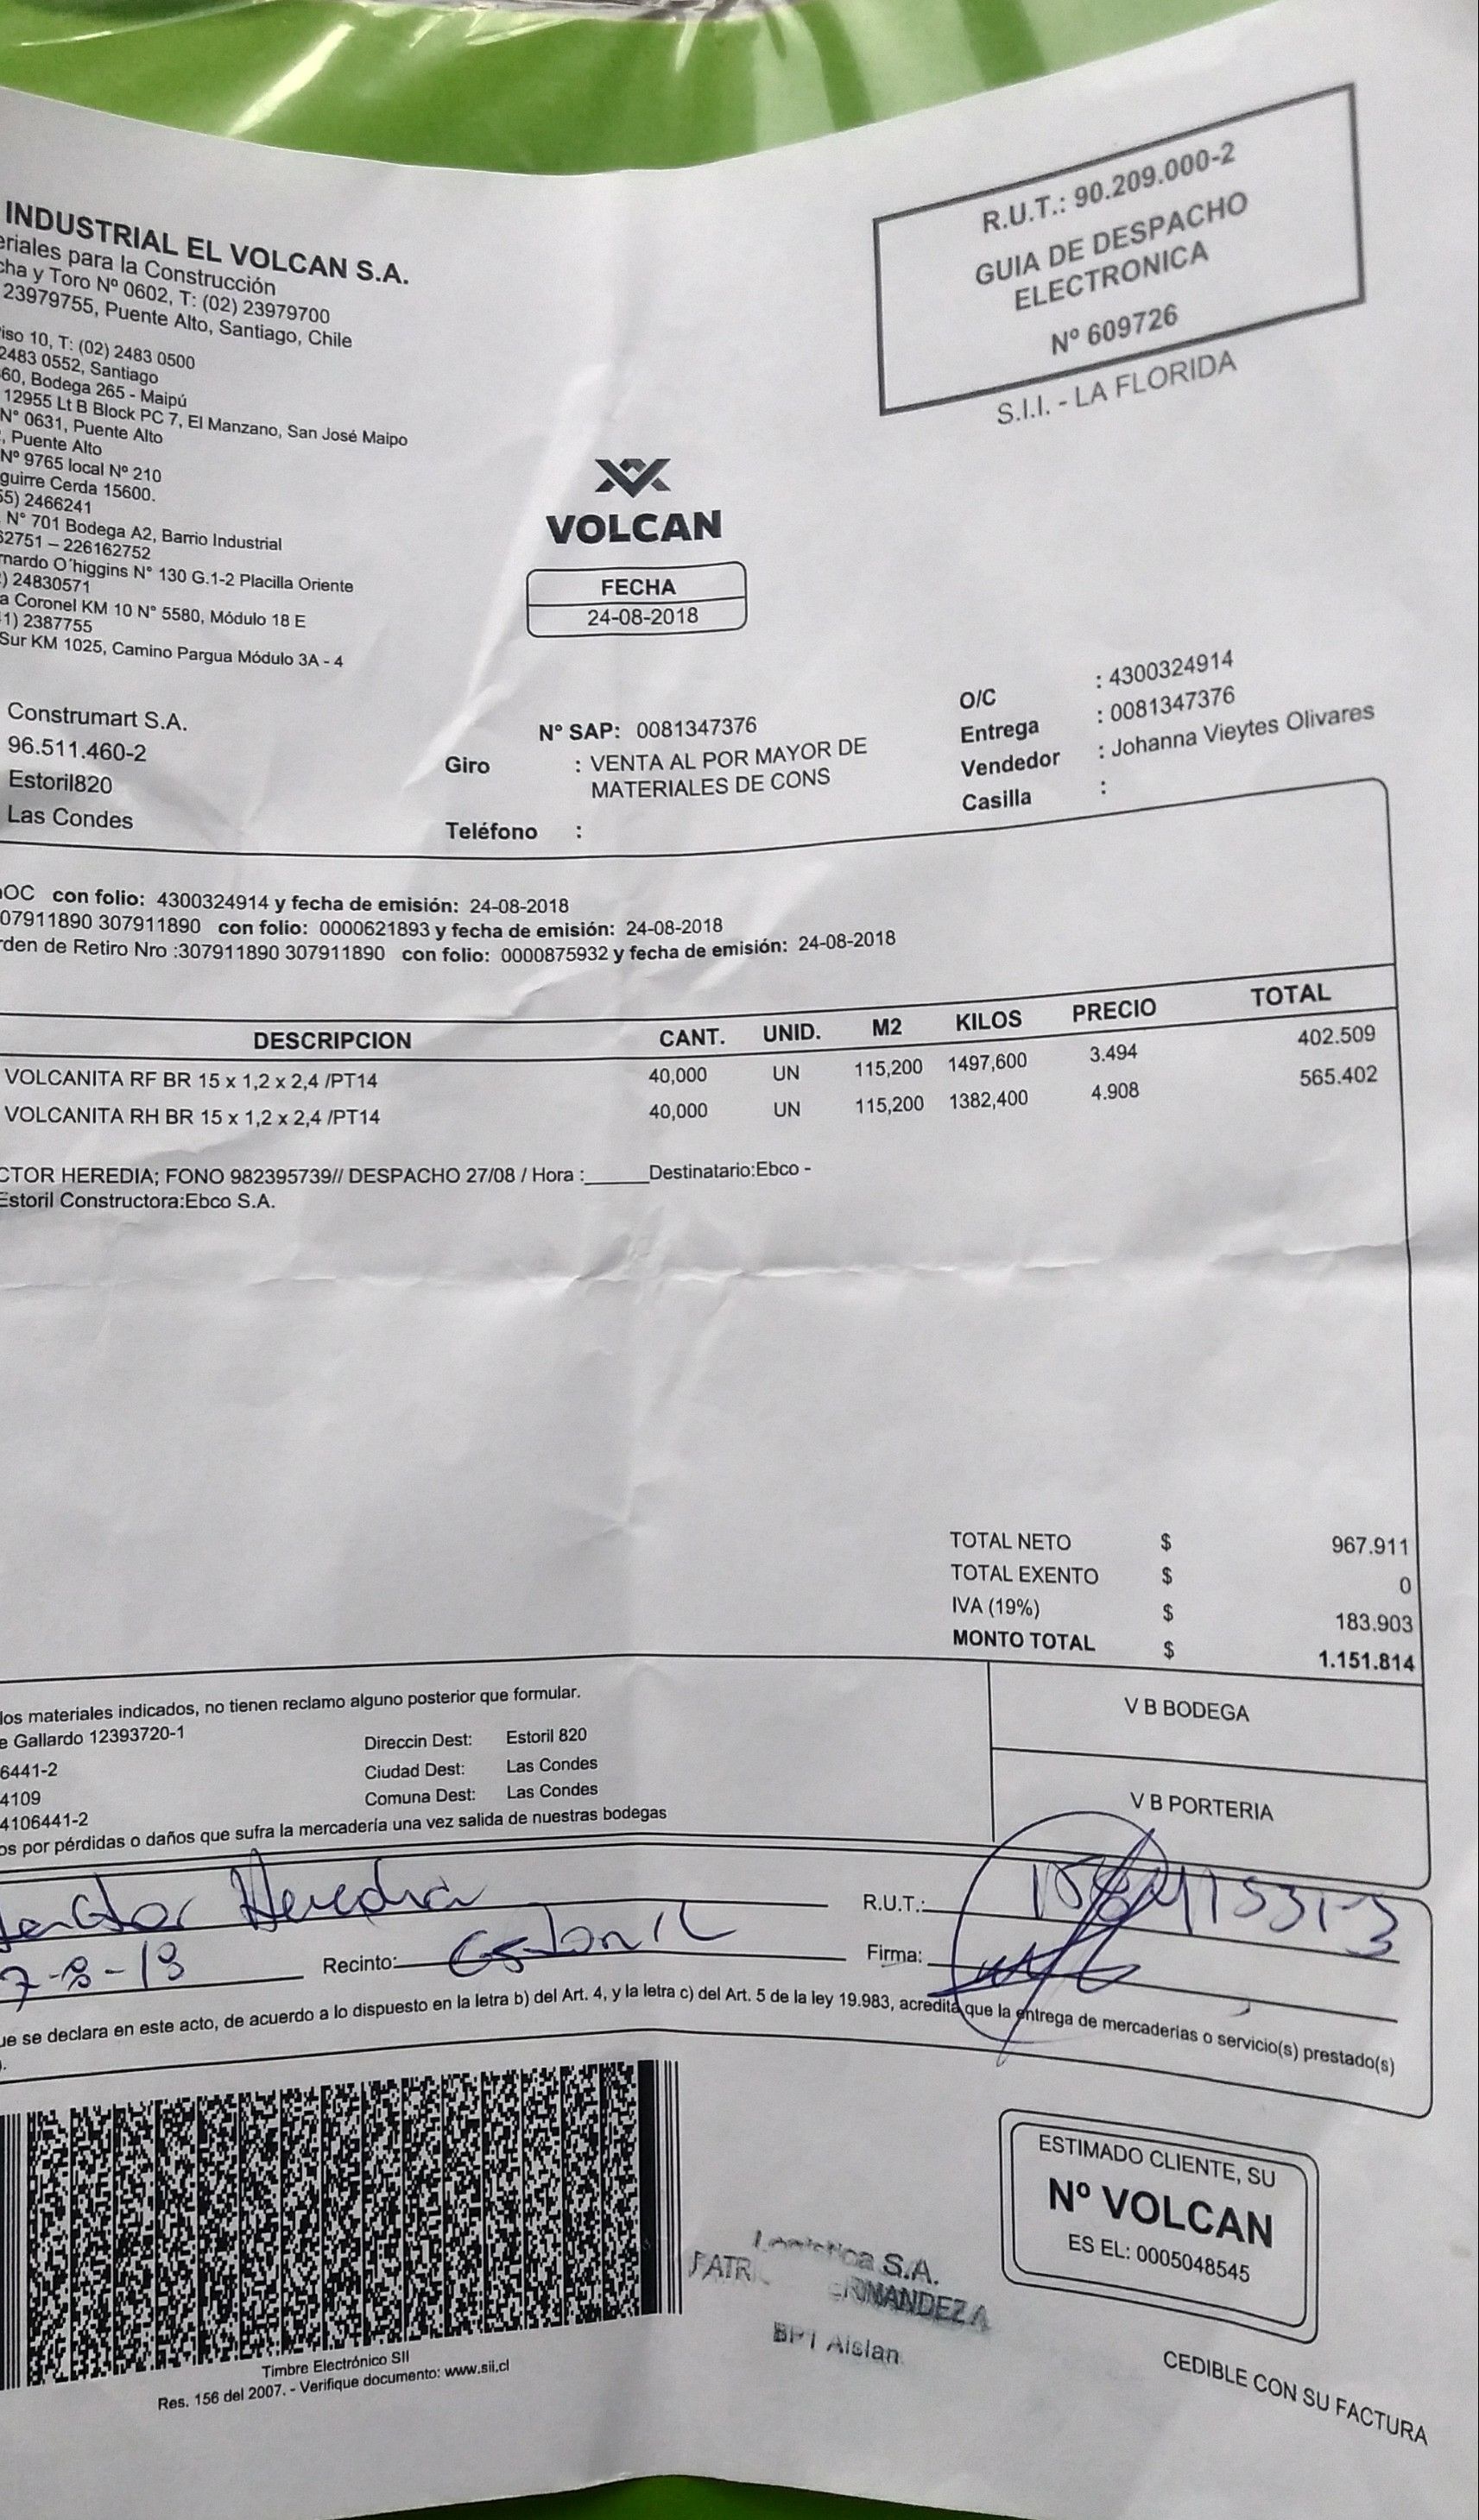 INDUSTRIAL EL VOLCAN S.A.
eriales para la Construcción
cha y Toro Nº 0602, T: (02) 23979700
23979755, Puente Alto, Santiago, Chile
iso 10, T: (02) 2483 0500
2483 0552, Santiago
60, Bodega 265 - Maipú
12955 Lt B Block PC 7, El Manzano, San José Maipo
N° 0631, Puente Alto
, Puente Alto
Nº 9765 local Nº 210
guirre Cerda 15600.
55) 2466241
N° 701 Bodega A2, Barrio Industrial
62751 – 226162752
rnardo O´higgins N° 130 G.1-2 Placilla Oriente
) 24830571
a Coronel KM 10 N° 5580, Módulo 18 E
1) 2387755
Sur KM 1025, Camino Pargua Módulo 3A - 4
R.U.T.: 90.209.000-2
GUIA DE DESPACHO
ELECTRONICA
Nº 609726
S.I.I. - LA FLORIDA
VOLCAN
FECHA
24-08-2018
Construmart S.A.
96.511.460-2
Estoril820
Las Condes
N° SAP: 0081347376
Giro : VENTA AL POR MAYOR DE
MATERIALES DE CONS
Teléfono :
O/C : 4300324914
Entrega : 0081347376
Vendedor : Johanna Vieytes Olivares
Casilla :
OC con folio: 4300324914 y fecha de emisión: 24-08-2018
07911890 307911890 con folio: 0000621893 y fecha de emisión: 24-08-2018
rden de Retiro Nro :307911890 307911890 con folio: 0000875932 y fecha de emisión: 24-08-2018
DESCRIPCION CANT. UNID. M2 KILOS PRECIO TOTAL
VOLCANITA RF BR 15 x 1,2 x 2,4 /PT14 40,000 UN 115,200 1497,600 3.494 402.509
VOLCANITA RH BR 15 x 1,2 x 2,4 /PT14 40,000 UN 115,200 1382,400 4.908 565.402
CTOR HEREDIA; FONO 982395739// DESPACHO 27/08 / Hora :______Destinatario:Ebco -
Estoril Constructora:Ebco S.A.
TOTAL NETO $ 967.911
TOTAL EXENTO $ 0
IVA (19%) $ 183.903
MONTO TOTAL $ 1.151.814
los materiales indicados, no tienen reclamo alguno posterior que formular.
e Gallardo 12393720-1
6441-2
4109
4106441-2
Direccin Dest: Estoril 820
Ciudad Dest: Las Condes
Comuna Dest: Las Condes
os por pérdidas o daños que sufra la mercadería una vez salida de nuestras bodegas
V B BODEGA
V B PORTERIA
Heredia R.U.T.:
7-8-18 Recinto: Estoril Firma:
ue se declara en este acto, de acuerdo a lo dispuesto en la letra b) del Art. 4, y la letra c) del Art. 5 de la ley 19.983, acredita que la entrega de mercaderías o servicio(s) prestado(s)
).
Timbre Electrónico SII
Res. 156 del 2007. - Verifique documento: www.sii.cl
Logistica S.A.
ESTIMADO CLIENTE, SU
Nº VOLCAN
ES EL: 0005048545
CEDIBLE CON SU FACTURA